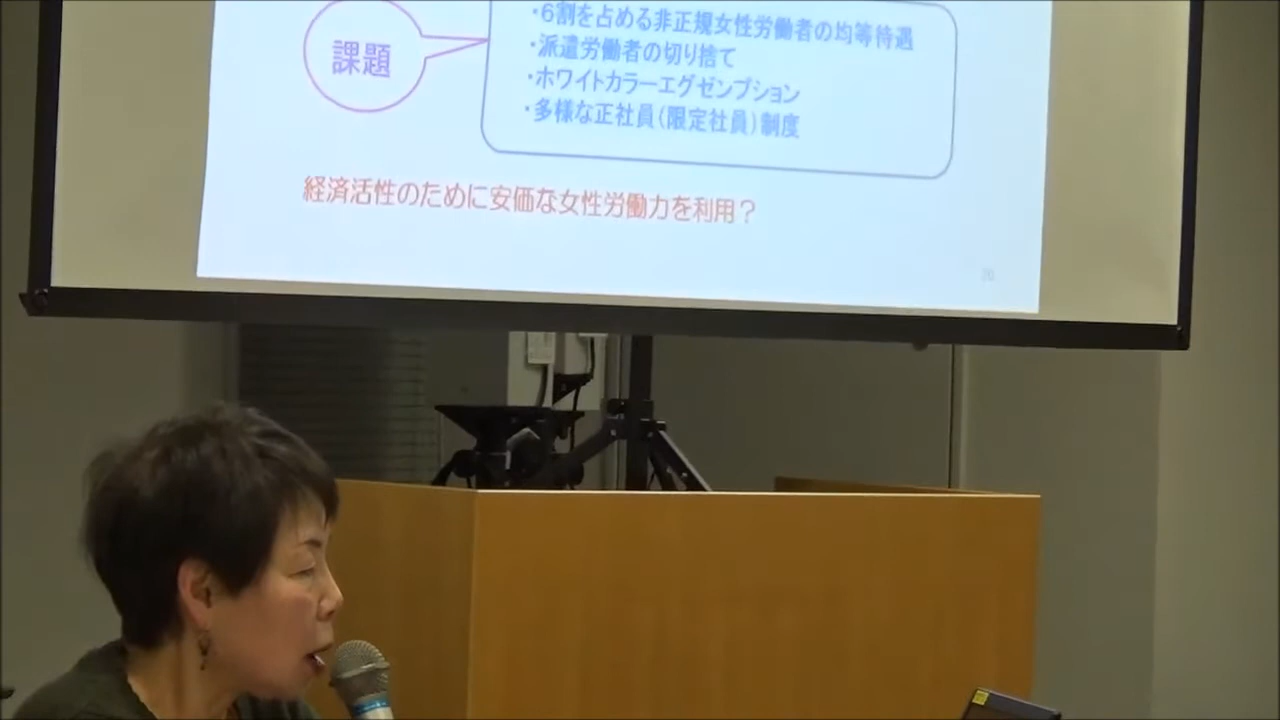 ・6割を占める非正規女性労働者の均等待遇
課題
・派遣労働者の切り捨て
・ホワイトカラーエグゼンプション
・多様な正社員(限定社員)制度
経済活性のために安価な女性労働力を利用?